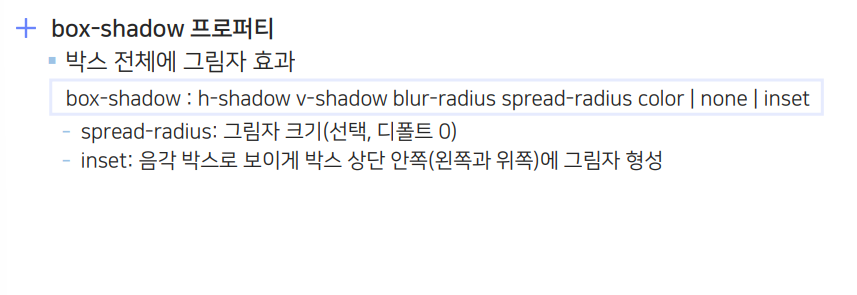 box-shadow 프로퍼티
박스 전체에 그림자 효과
box-shadow : h-shadow v-shadow blur-radius spread-radius color | none | inset
- spread-radius: 그림자 크기(선택, 디폴트 0)
- inset: 음각 박스로 보이게 박스 상단 안쪽(왼쪽과 위쪽)에 그림자 형성